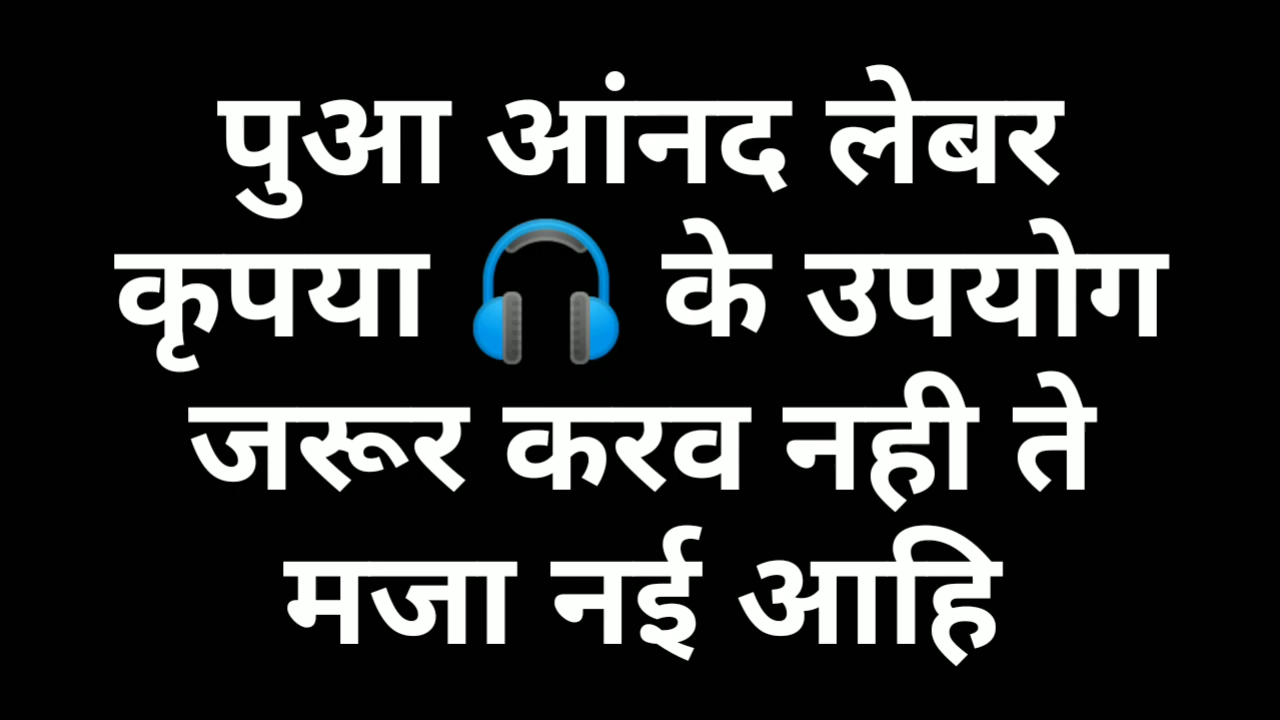 पुआ आंनद लेबर
कृपया 🎧 के उपयोग
जरूर करव नही ते
मजा नई आहि